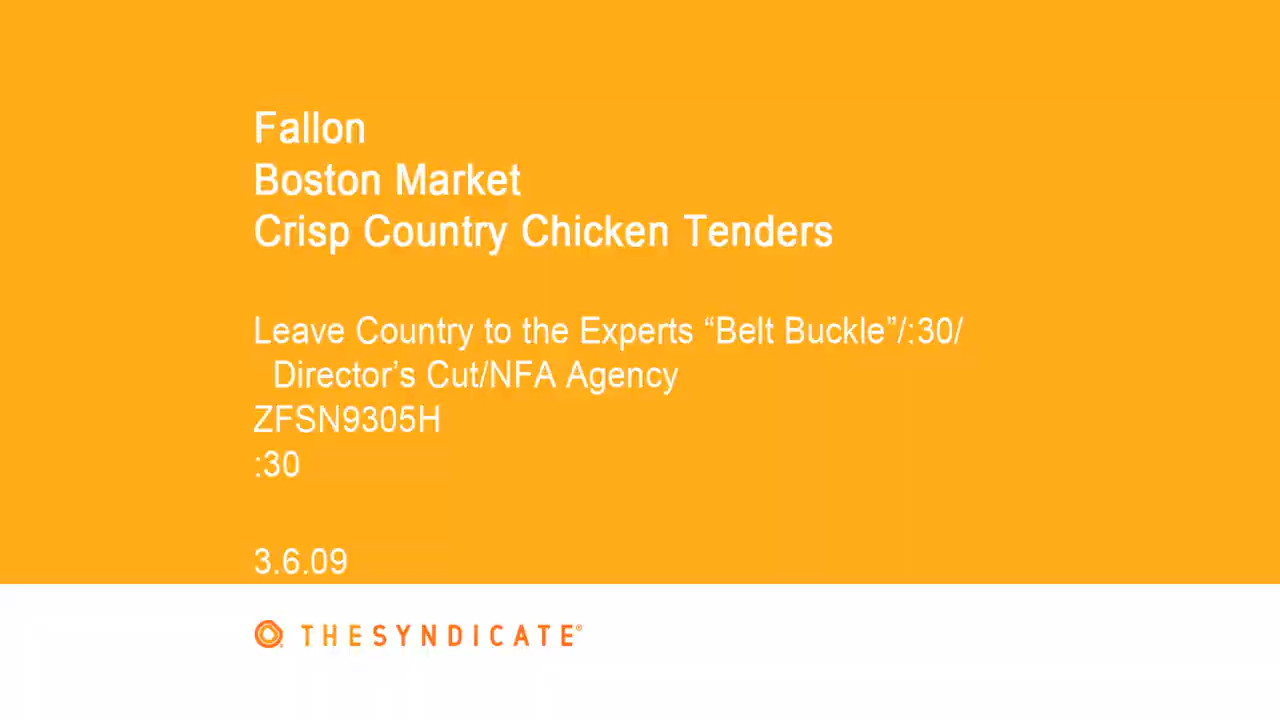 Fallon
Boston Market
Crisp Country Chicken Tenders
Leave Country to the Experts “Belt Buckle”/:30/
Director’s Cut/NFA Agency
ZFSN9305H
:30
3.6.09
THESYNDICATE®